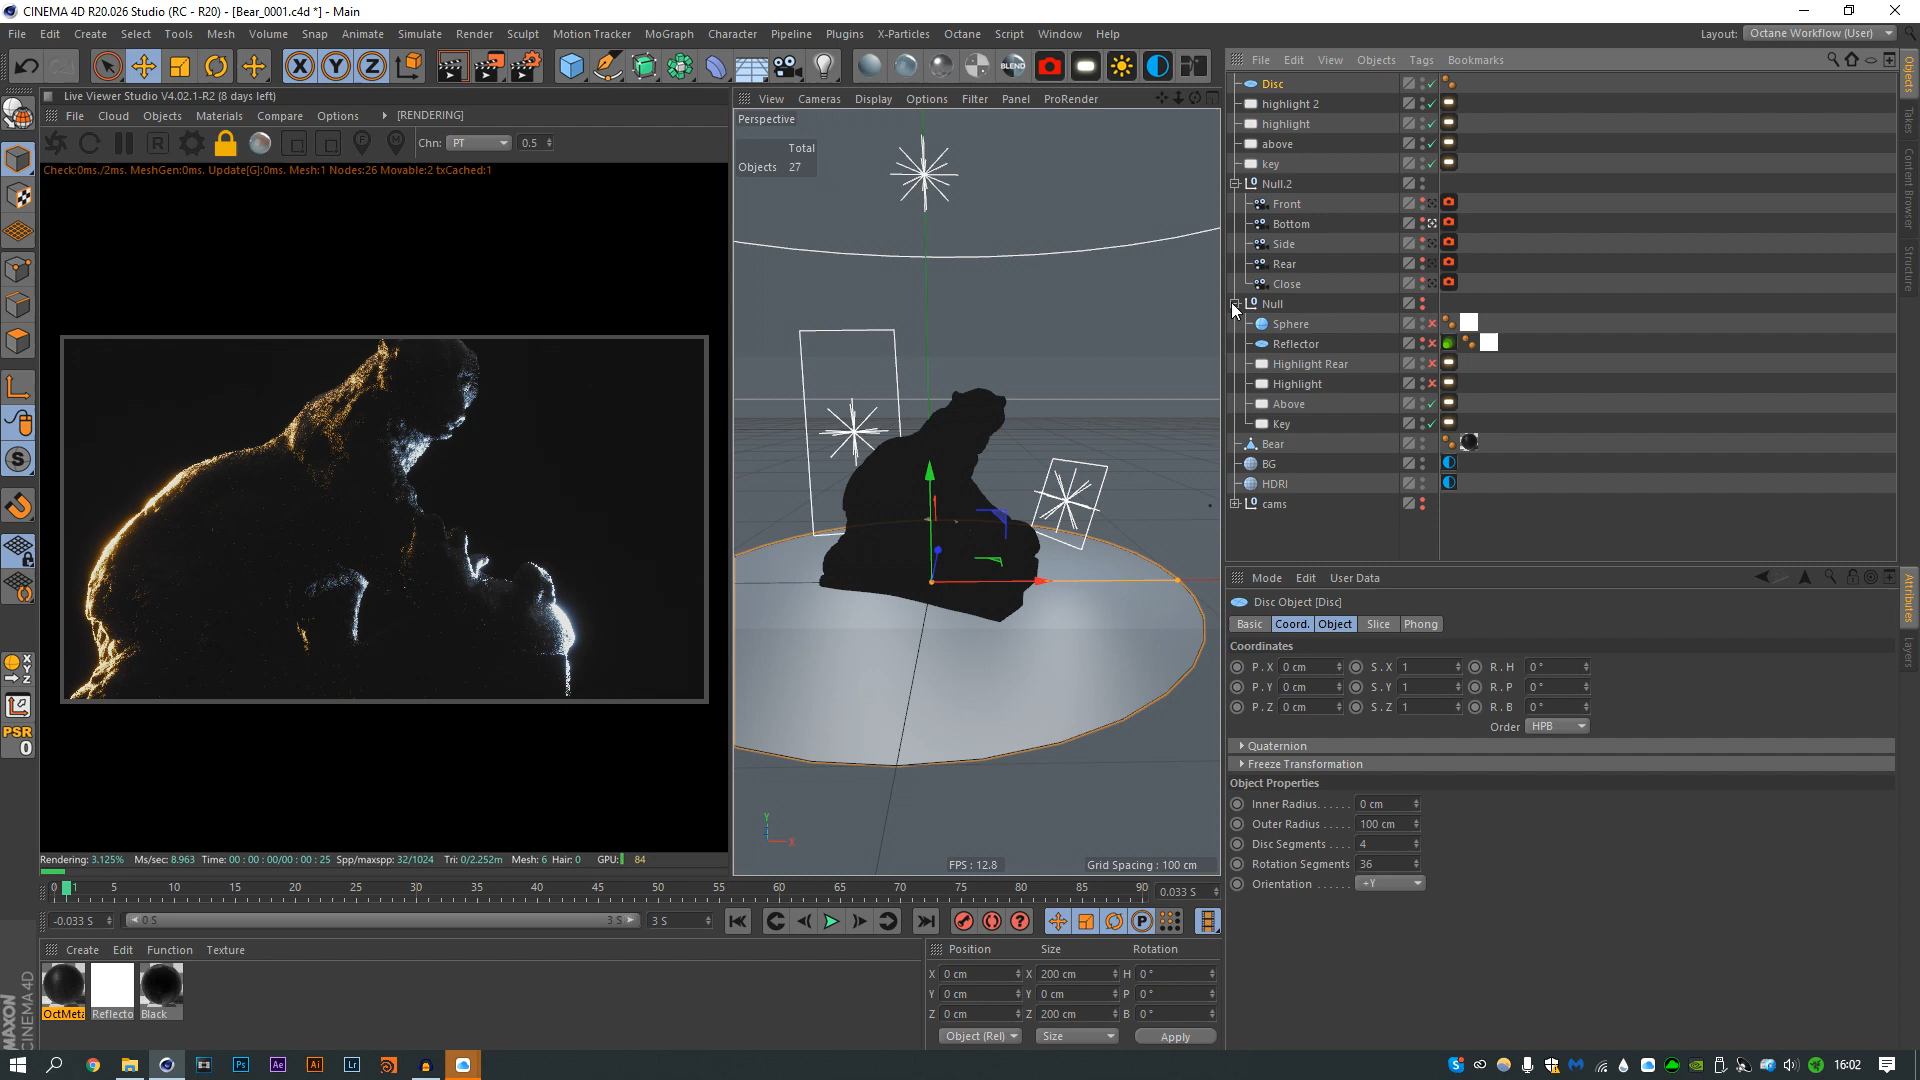 CINEMA 4D R20.026 Studio (RC - R20) - [Bear_0001.c4d *] - Main
File Edit Create Select Tools Mesh Volume Snap Animate Simulate Render Sculpt Motion Tracker MoGraph Character Pipeline Plugins X-Particles Octane Script Window Help
Layout: Octane Workflow (User)
BLEND
Live Viewer Studio V4.02.1-R2 (8 days left)
File Cloud Objects Materials Compare Options [RENDERING]
Chn: PT 0.5
Check:0ms./2ms. MeshGen:0ms. Update[G]:0ms. Mesh:1 Nodes:26 Movable:2 txCached:1
Rendering: 3.125% Ms/sec: 8.963 Time: 00 : 00 : 00/00 : 00 : 25 Spp/maxspp: 32/1024 Tri: 0/2.252m Mesh: 6 Hair: 0 GPU: 84
View Cameras Display Options Filter Panel ProRender
Perspective
Total
Objects 27
Y
X
FPS : 12.8
Grid Spacing : 100 cm
File Edit View Objects Tags Bookmarks
Disc
highlight 2
highlight
above
key
Null.2
Front
Bottom
Side
Rear
Close
Null
Sphere
Reflector
Highlight Rear
Highlight
Above
Key
Bear
BG
HDRI
cams
Objects
Takes
Content Browser
Structure
Mode Edit User Data
Disc Object [Disc]
Basic Coord. Object Slice Phong
Coordinates
P . X 0 cm S . X 1 R . H 0 °
P . Y 0 cm S . Y 1 R . P 0 °
P . Z 0 cm S . Z 1 R . B 0 °
Order HPB
Quaternion
Freeze Transformation
Object Properties
Inner Radius. . . . . . 0 cm
Outer Radius . . . . . 100 cm
Disc Segments . . . . 4
Rotation Segments 36
Orientation . . . . . . +Y
Attributes
Layers
0 1 5 10 15 20 25 30 35 40 45 50 55 60 65 70 75 80 85 90 0.033 S
-0.033 S 0 S 3 S 3 S
Create Edit Function Texture
OctMeta Reflecto Black
Position Size Rotation
X 0 cm X 200 cm H 0 °
Y 0 cm Y 0 cm P 0 °
Z 0 cm Z 200 cm B 0 °
Object (Rel) Size Apply
PSR
0
MAXON
CINEMA 4D
16:02